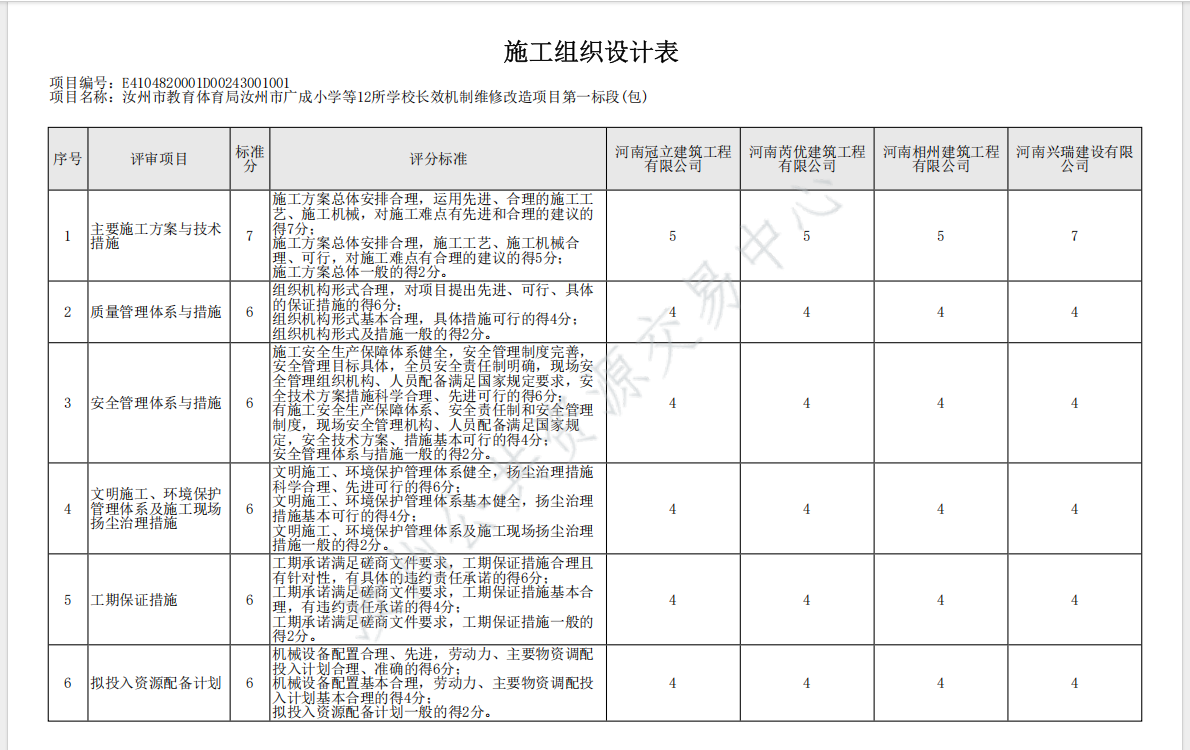 施工组织设计表
项目编号：E4104820001D00243001001
项目名称：汝州市教育体育局汝州市广成小学等12所学校长效机制维修改造项目第一标段(包)
序号
评审项目
标准
分
评分标准
河南冠立建筑工程
有限公司
河南芮优建筑工程
有限公司
河南相州建筑工程
有限公司
河南兴瑞建设有限
公司
1
主要施工方案与技术
措施
7
施工方案总体安排合理，运用先进、合理的施工工
艺、施工机械，对施工难点有先进和合理的建议的
得7分；
施工方案总体安排合理，施工工艺、施工机械合
理、可行，对施工难点有合理的建议的得5分；
施工方案总体一般的得2分。
5
5
5
7
2
质量管理体系与措施
6
组织机构形式合理，对项目提出先进、可行、具体
的保证措施的得6分；
组织机构形式基本合理，具体措施可行的得4分；
组织机构形式及措施一般的得2分。
4
4
4
4
3
安全管理体系与措施
6
施工安全生产保障体系健全，安全管理制度完善，
安全管理目标具体，全员安全责任制明确，现场安
全管理组织机构、人员配备满足国家规定要求，安
全技术方案措施科学合理、先进可行的得6分；
有施工安全生产保障体系、安全责任制和安全管理
制度，现场安全管理机构、人员配备满足国家规
定，安全技术方案、措施基本可行的得4分；
安全管理体系与措施一般的得2分。
4
4
4
4
4
文明施工、环境保护
管理体系及施工现场
扬尘治理措施
6
文明施工、环境保护管理体系健全，扬尘治理措施
科学合理、先进可行的得6分；
文明施工、环境保护管理体系基本健全，扬尘治理
措施基本可行的得4分；
文明施工、环境保护管理体系及施工现场扬尘治理
措施一般的得2分。
4
4
4
4
5
工期保证措施
6
工期承诺满足磋商文件要求，工期保证措施合理且
有针对性，有具体的违约责任承诺的得6分；
工期承诺满足磋商文件要求，工期保证措施基本合
理，有违约责任承诺的得4分；
工期承诺满足磋商文件要求，工期保证措施一般的
得2分。
4
4
4
4
6
拟投入资源配备计划
6
机械设备配置合理、先进，劳动力、主要物资调配
投入计划合理、准确的得6分；
机械设备配置基本合理，劳动力、主要物资调配投
入计划基本合理的得4分；
拟投入资源配备计划一般的得2分。
4
4
4
4
州公共资源交易中心